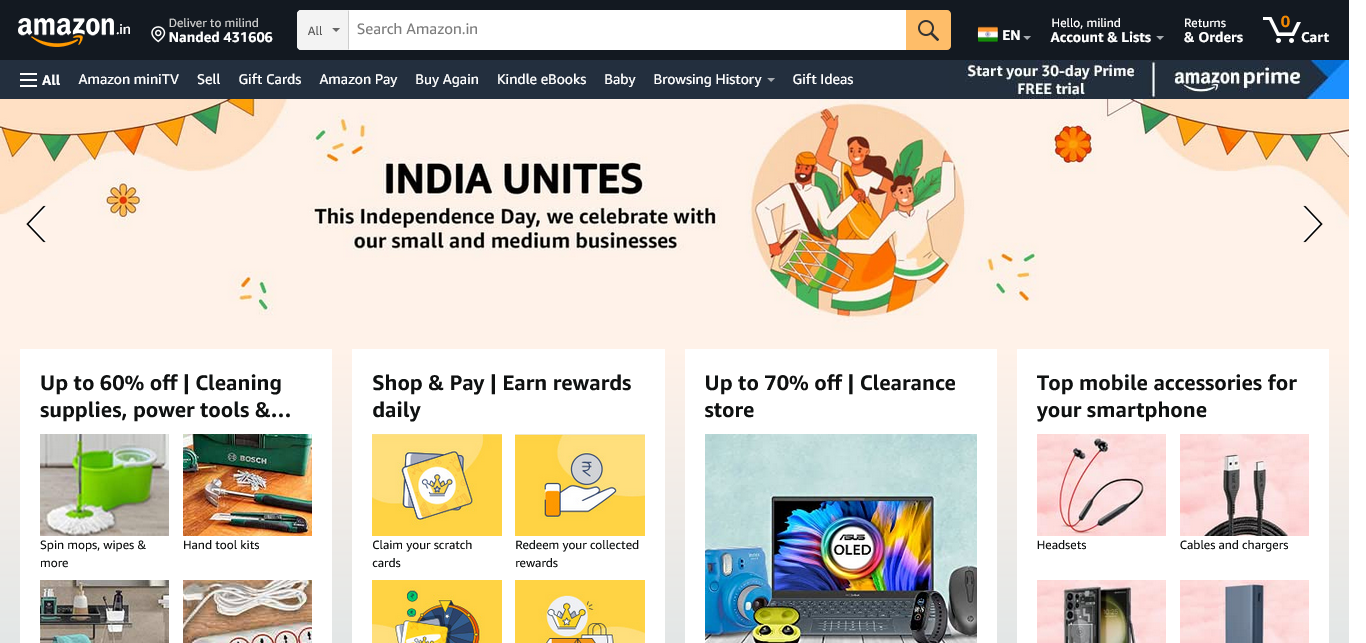 amazon.in
Deliver to milind
Nanded 431606
All
Search Amazon.in
EN
Hello, milind
Account & Lists
Returns
& Orders
0
Cart
All
Amazon miniTV
Sell
Gift Cards
Amazon Pay
Buy Again
Kindle eBooks
Baby
Browsing History
Gift Ideas
Start your 30-day Prime
FREE trial
amazon prime
INDIA UNITES
This Independence Day, we celebrate with
our small and medium businesses
Up to 60% off | Cleaning
supplies, power tools &...
BOSCH
Spin mops, wipes &
more
Hand tool kits
Shop & Pay | Earn rewards
daily
₹
Claim your scratch
cards
Redeem your collected
rewards
Up to 70% off | Clearance
store
ASUS
OLED
Top mobile accessories for
your smartphone
Headsets
Cables and chargers